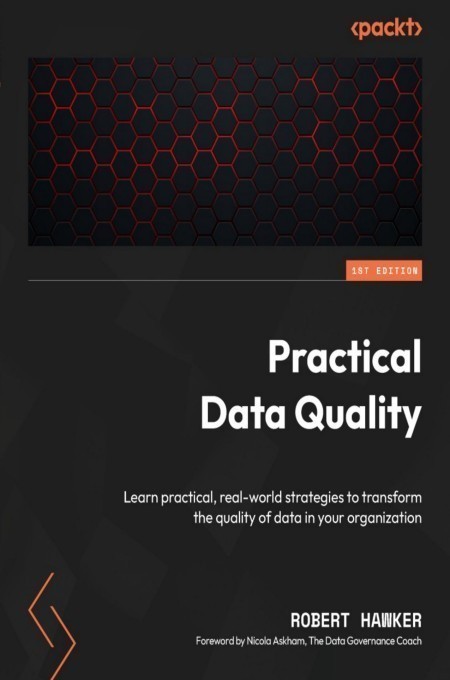 <packt>
1ST EDITION
Practical
Data Quality
Learn practical, real-world strategies to transform
the quality of data in your organization
ROBERT HAWKER
Foreword by Nicola Askham, The Data Governance Coach